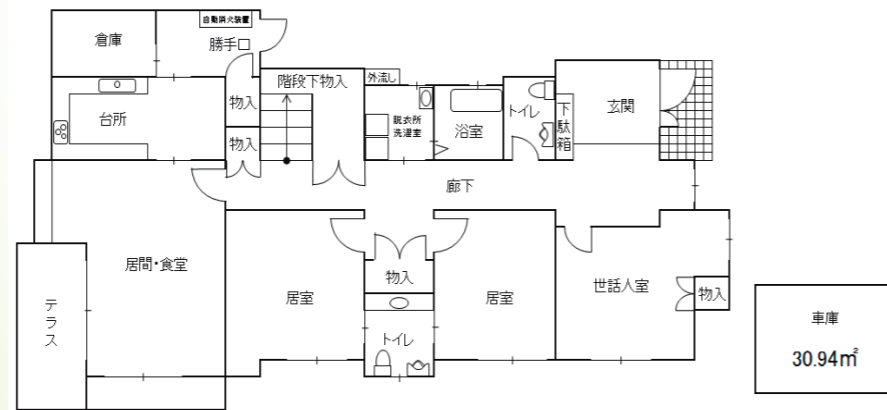 自動消火装置
倉庫
勝手口
階段下物入
外流し
物入
台所
脱衣所
洗濯室
浴室
トイレ
下駄箱
玄関
物入
廊下
居間・食堂
テラス
居室
物入
トイレ
居室
世話人室
物入
車庫
30.94㎡